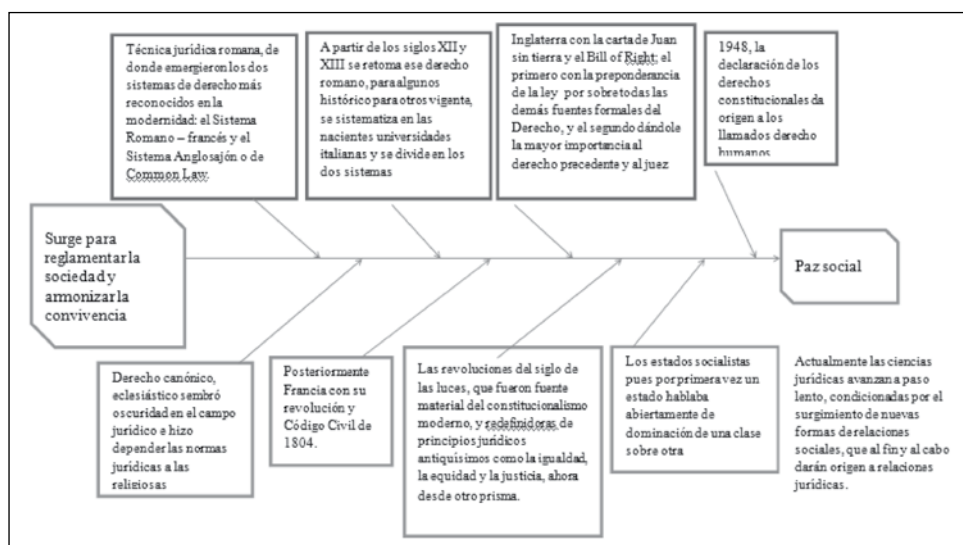 Técnica jurídica romana, de
donde emergieron los dos
sistemas de derecho más
reconocidos en la
modernidad: el Sistema
Romano – francés y el
Sistema Anglosajón o de
Common Law.
A partir de los siglos XII y
XIII se retoma ese derecho
romano, para algunos
histórico para otros vigente,
se sistematiza en las
nacientes universidades
italianas y se divide en los
dos sistemas
Inglaterra con la carta de Juan
sin tierra y el Bill of Right; el
primero con la preponderancia
de la ley por sobre todas las
demás fuentes formales del
Derecho, y el segundo dándole
la mayor importancia al
derecho precedente y al juez
1948, la
declaración de los
derechos
constitucionales da
origen a los
llamados derecho
humanos
Surge para
reglamentar la
sociedad y
armonizar la
convivencia
Paz social
Derecho canónico,
eclesiástico sembró
oscuridad en el campo
jurídico e hizo
depender las normas
jurídicas a las
religiosas
Posteriormente
Francia con su
revolución y
Código Civil de
1804.
Las revoluciones del siglo de
las luces, que fueron fuente
material del constitucionalismo
moderno, y redefinidoras de
principios jurídicos
antiquísimos como la igualdad,
la equidad y la justicia, ahora
desde otro prisma.
Los estados socialistas
pues por primera vez un
estado hablaba
abiertamente de
dominación de una clase
sobre otra
Actualmente las ciencias
jurídicas avanzan a paso
lento, condicionadas por el
surgimiento de nuevas
formas de relaciones
sociales, que al fin y al cabo
darán origen a relaciones
jurídicas.